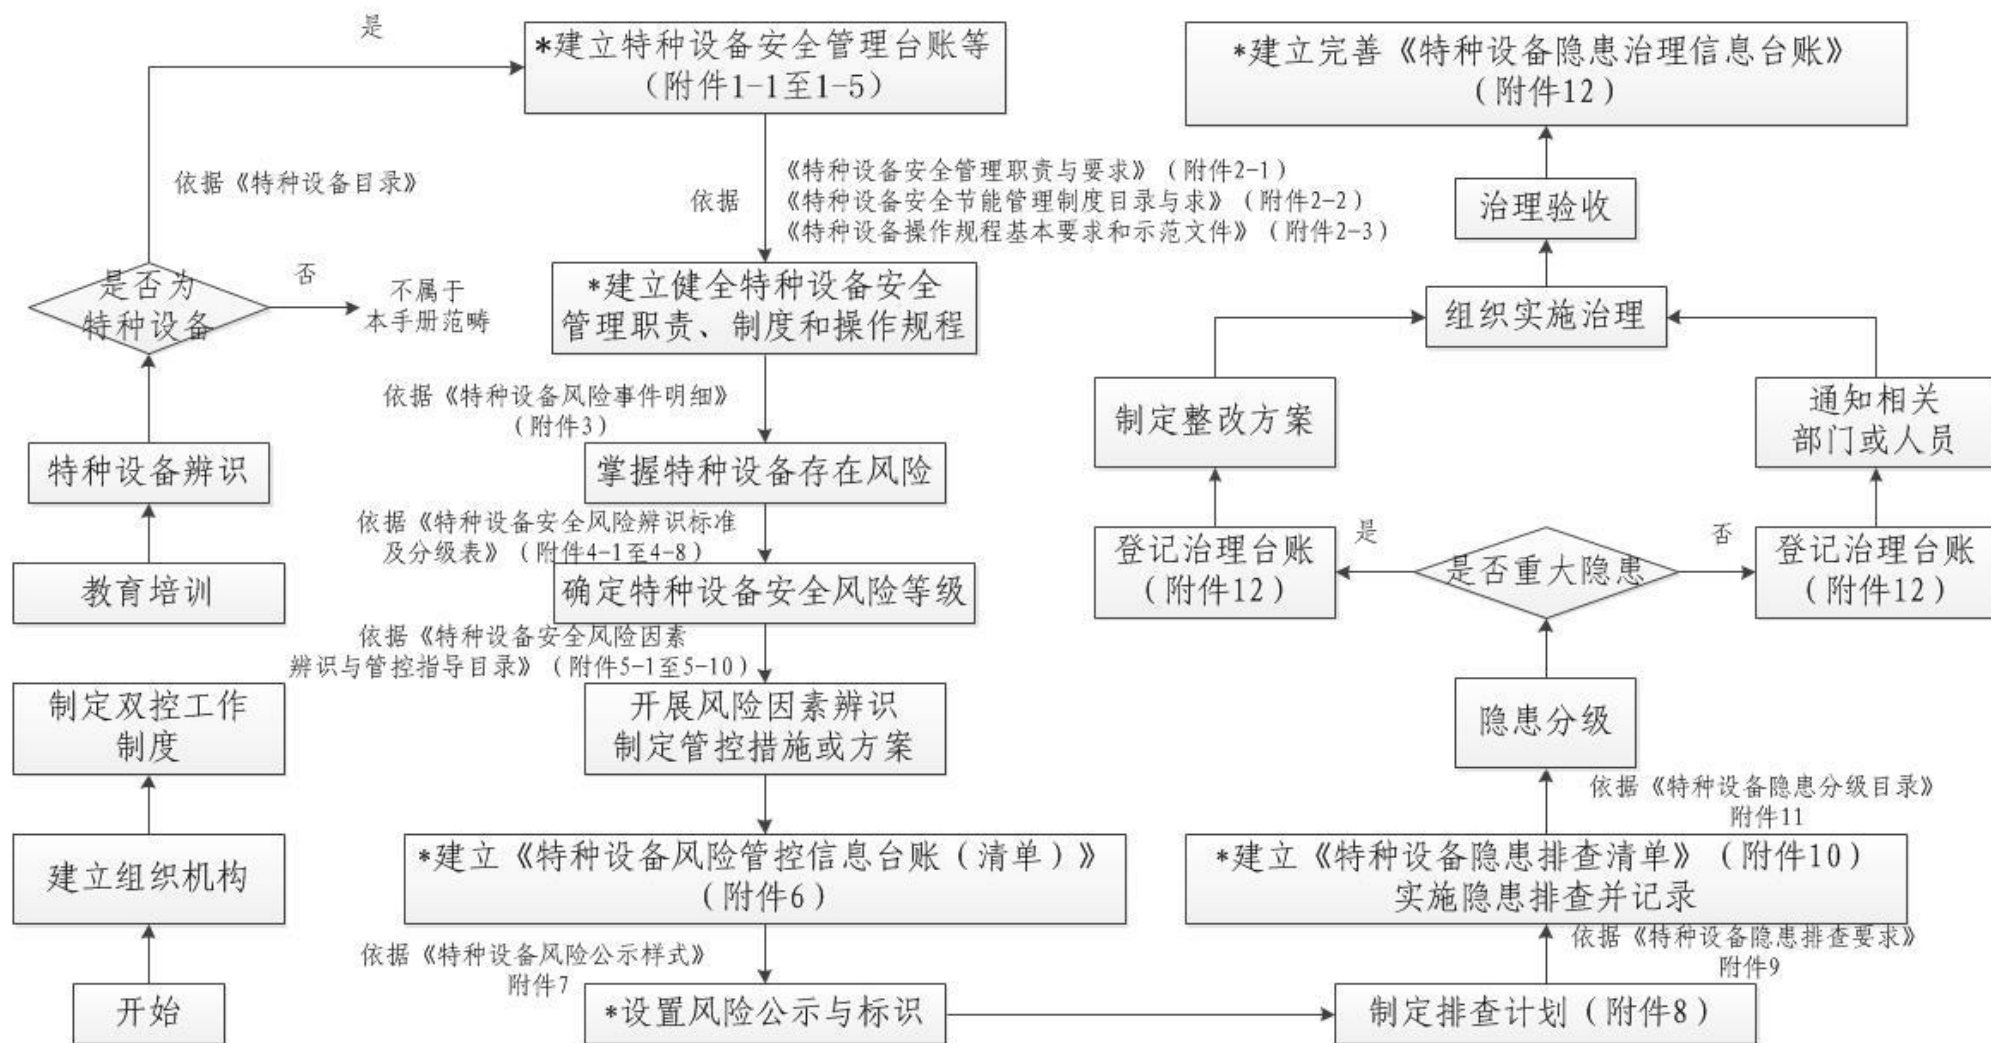 开始
建立组织机构
制定双控工作
制度
教育培训
特种设备辨识
是否为
特种设备
否
不属于
本手册范畴
依据《特种设备目录》
是
*建立特种设备安全管理台账等
（附件1-1至1-5）
依据
《特种设备安全管理职责与要求》（附件2-1）
《特种设备安全节能管理制度目录与求》（附件2-2）
《特种设备操作规程基本要求和示范文件》（附件2-3）
*建立健全特种设备安全
管理职责、制度和操作规程
依据《特种设备风险事件明细》
（附件3）
掌握特种设备存在风险
依据《特种设备安全风险辨识标准
及分级表》（附件4-1至4-8）
确定特种设备安全风险等级
依据《特种设备安全风险因素
辨识与管控指导目录》（附件5-1至5-10）
开展风险因素辨识
制定管控措施或方案
*建立《特种设备风险管控信息台账（清单）》
（附件6）
依据《特种设备风险公示样式》
附件7
*设置风险公示与标识
制定排查计划（附件8）
依据《特种设备隐患排查要求》
附件9
*建立《特种设备隐患排查清单》（附件10）
实施隐患排查并记录
依据《特种设备隐患分级目录》
附件11
隐患分级
是否重大隐患
是
登记治理台账
（附件12）
制定整改方案
否
登记治理台账
（附件12）
通知相关
部门或人员
组织实施治理
治理验收
*建立完善《特种设备隐患治理信息台账》
（附件12）